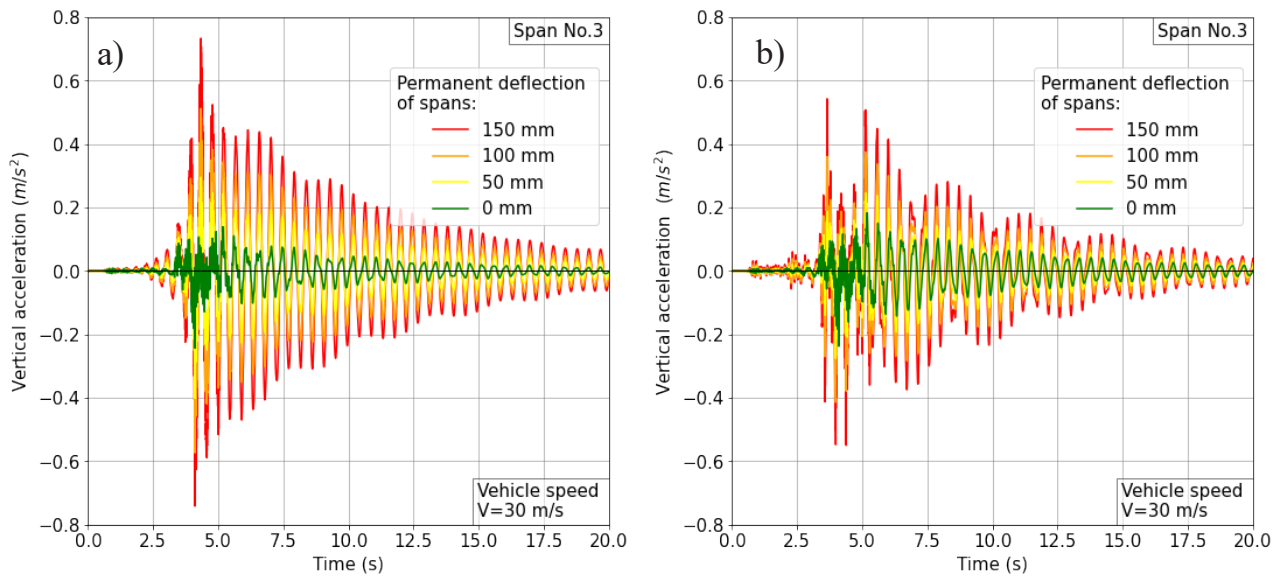 a)
Span No.3
Permanent deflection
of spans:
150 mm
100 mm
50 mm
0 mm
Vehicle speed
V=30 m/s
0.8
0.6
0.4
0.2
0.0
−0.2
−0.4
−0.6
−0.8
Vertical acceleration (m/s²)
0.0 2.5 5.0 7.5 10.0 12.5 15.0 17.5 20.0
Time (s)
b)
Span No.3
Permanent deflection
of spans:
150 mm
100 mm
50 mm
0 mm
Vehicle speed
V=30 m/s
0.8
0.6
0.4
0.2
0.0
−0.2
−0.4
−0.6
−0.8
Vertical acceleration (m/s²)
0.0 2.5 5.0 7.5 10.0 12.5 15.0 17.5 20.0
Time (s)